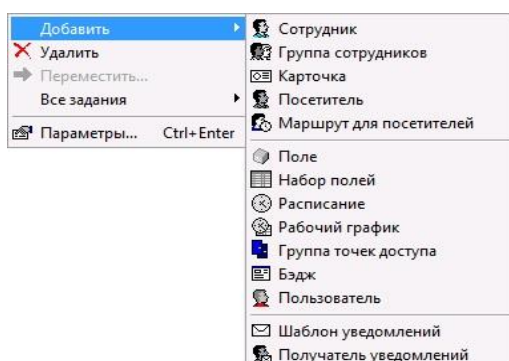 Добавить
Удалить
Переместить...
Все задания
Параметры... Ctrl+Enter
Сотрудник
Группа сотрудников
Карточка
Посетитель
Маршрут для посетителей
Поле
Набор полей
Расписание
Рабочий график
Группа точек доступа
Бэдж
Пользователь
Шаблон уведомлений
Получатель уведомлений